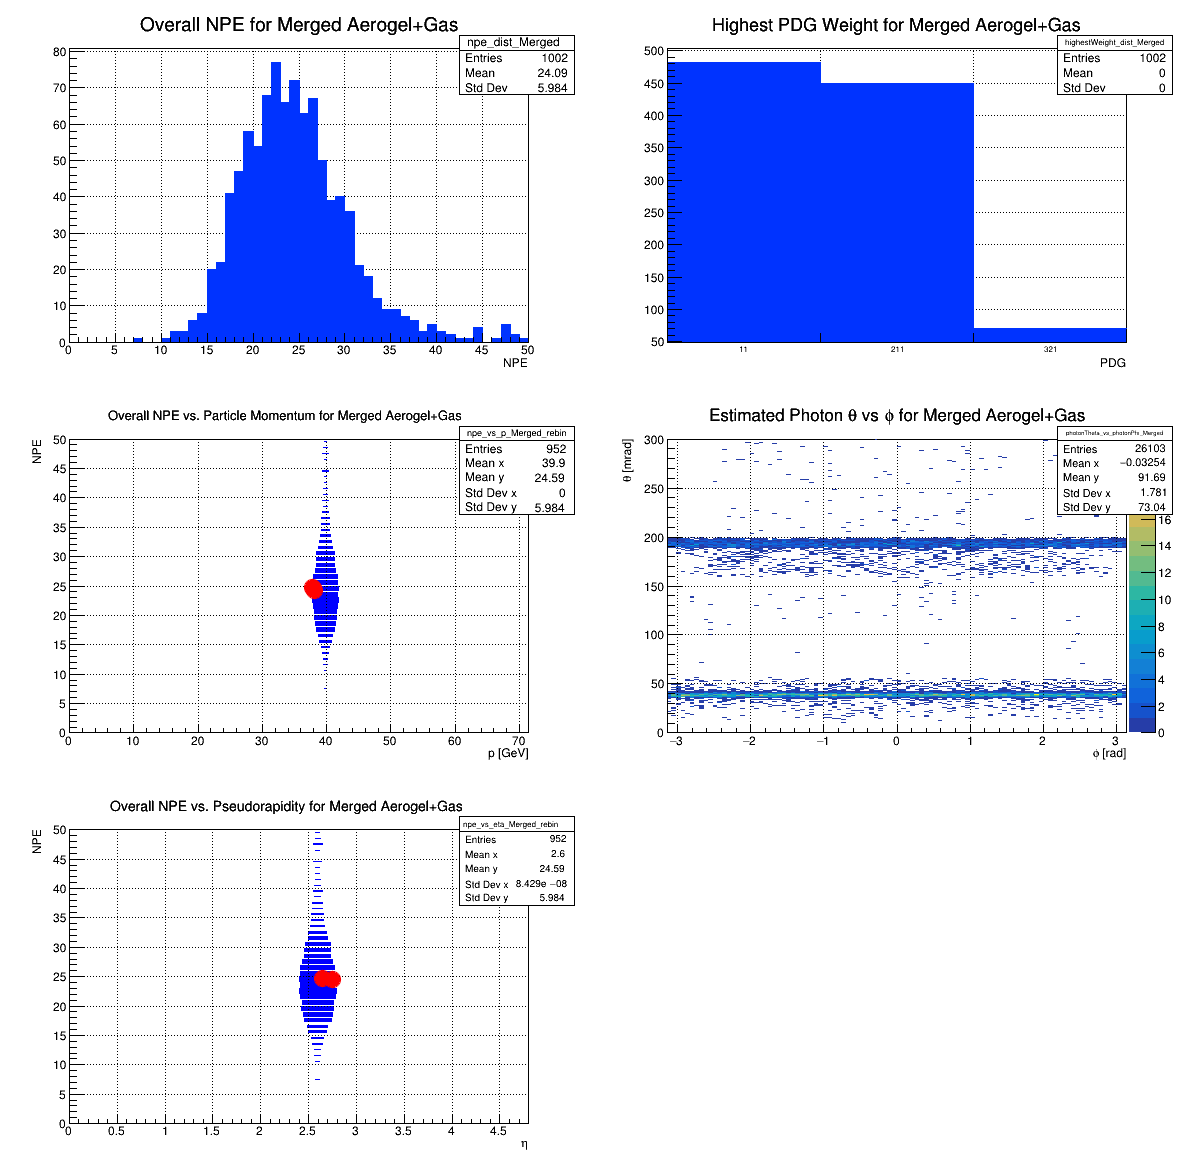 Overall NPE for Merged Aerogel+Gas
npe_dist_Merged
Entries 1002
Mean 24.09
Std Dev 5.984
80
70
60
50
40
30
20
10
0
0 5 10 15 20 25 30 35 40 45 50
NPE
Highest PDG Weight for Merged Aerogel+Gas
highestWeight_dist_Merged
Entries 1002
Mean 0
Std Dev 0
500
450
400
350
300
250
200
150
100
50
11 211 321
PDG
Overall NPE vs. Particle Momentum for Merged Aerogel+Gas
npe_vs_p_Merged_rebin
Entries 952
Mean x 39.9
Mean y 24.59
Std Dev x 0
Std Dev y 5.984
NPE
50
45
40
35
30
25
20
15
10
5
0
0 10 20 30 40 50 60 70
p [GeV]
Estimated Photon θ vs ϕ for Merged Aerogel+Gas
photonTheta_vs_photonPhi_Merged
Entries 26103
Mean x −0.03254
Mean y 91.69
Std Dev x 1.781
Std Dev y 73.04
θ [mrad]
300
250
200
150
100
50
0
−3 −2 −1 0 1 2 3
ϕ [rad]
16
14
12
10
8
6
4
2
0
Overall NPE vs. Pseudorapidity for Merged Aerogel+Gas
npe_vs_eta_Merged_rebin
Entries 952
Mean x 2.6
Mean y 24.59
Std Dev x 8.429e −08
Std Dev y 5.984
NPE
50
45
40
35
30
25
20
15
10
5
0
0 0.5 1 1.5 2 2.5 3 3.5 4 4.5
η